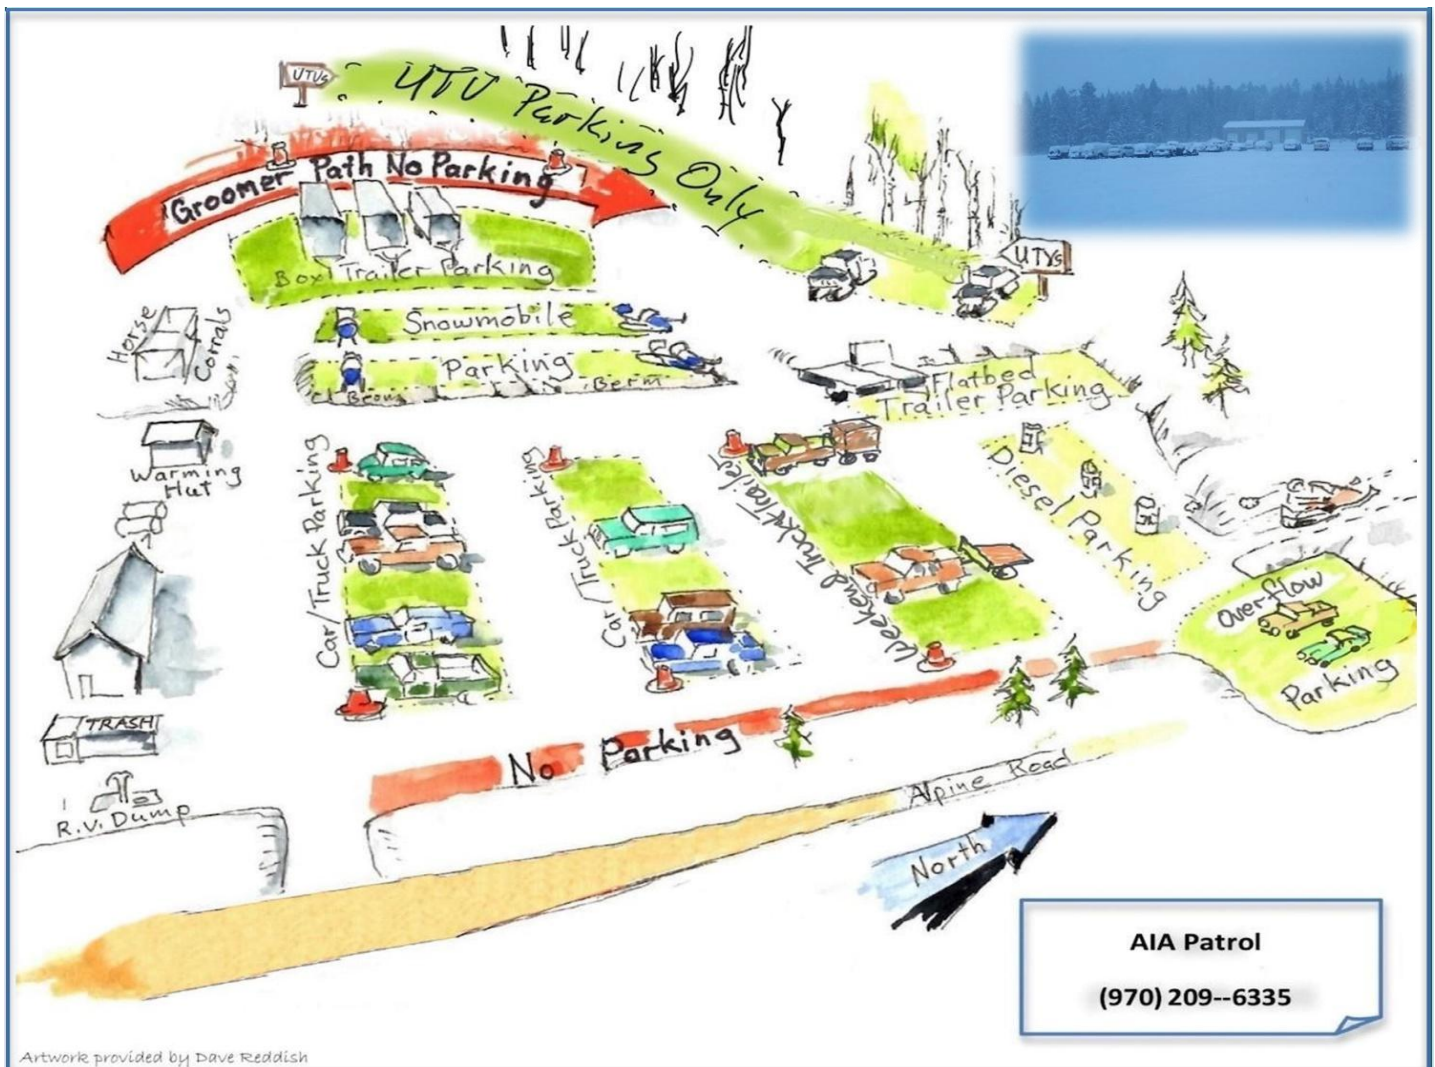 UTVs
UTV Parking Only
Groomer Path No Parking
Box Trailer Parking
UTVs
Horse
Corrals
Snowmobile
Parking
Berm
Flatbed
Trailer Parking
Warming
Hut
Car/Truck Parking
Car/Truck Parking
Weekend Truck/Trailer
Diesel Parking
Overflow
Parking
TRASH
No Parking
R.V. Dump
Alpine Road
North
AIA Patrol
(970) 209--6335
Artwork provided by Dave Reddish